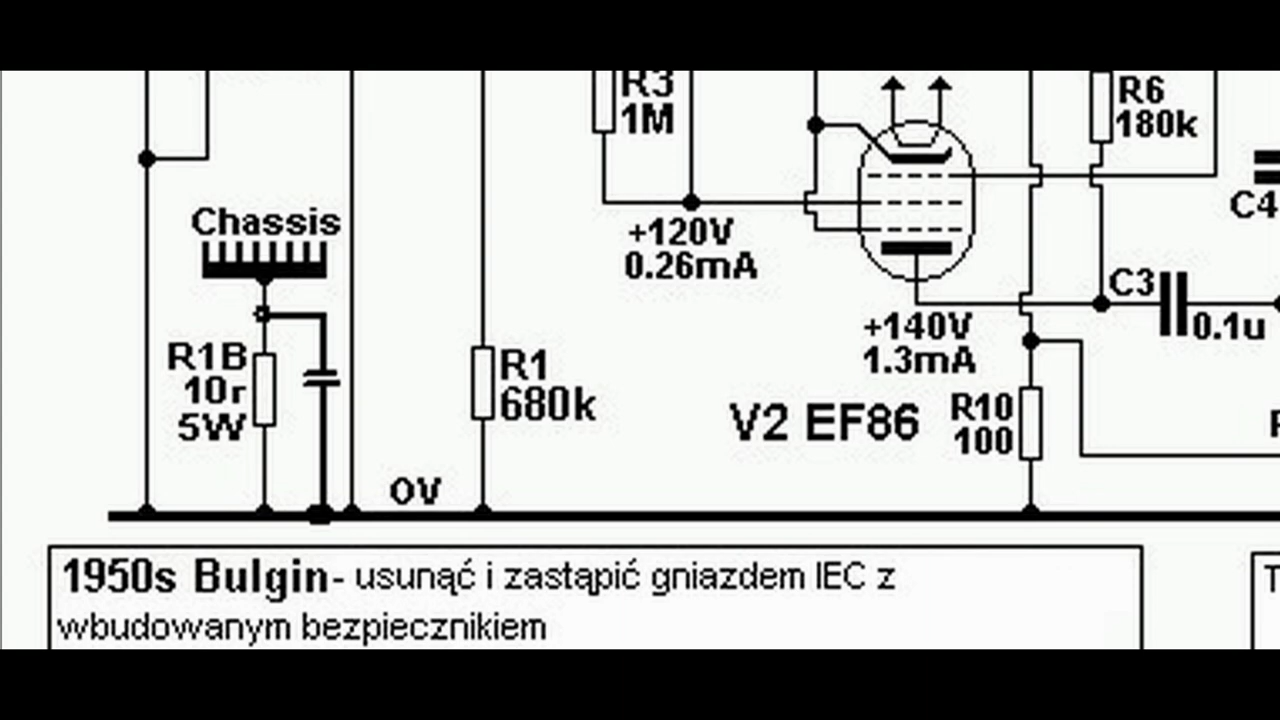 R3
1M
R6
180k
C4
Chassis
+120V
0.26mA
C3
0.1u
+140V
1.3mA
R1B
10r
5W
R1
680k
V2 EF86
R10
100
0V
1950s Bulgin- usunąć i zastąpić gniazdem IEC z
wbudowanym bezpiecznikiem